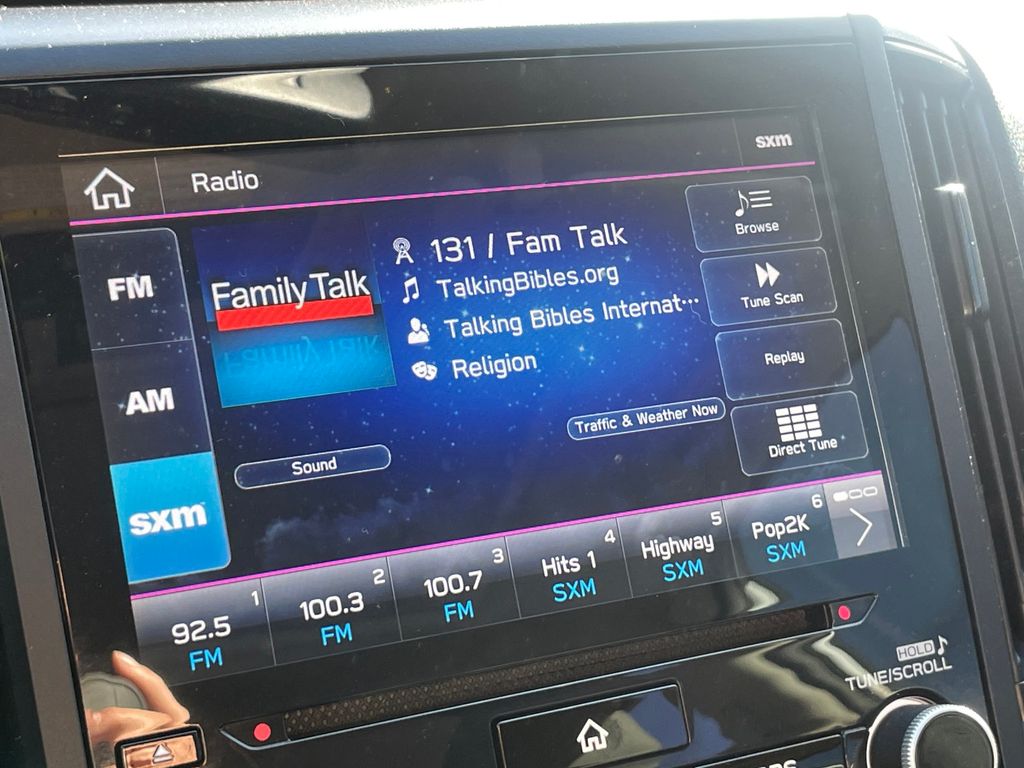 Radio
sxm
FM
AM
sxm
Family Talk
131 / Fam Talk
TalkingBibles.org
Talking Bibles Internat···
Religion
Browse
Tune Scan
Replay
Direct Tune
Traffic & Weather Now
Sound
1
92.5
FM
2
100.3
FM
3
100.7
FM
4
Hits 1
SXM
5
Highway
SXM
6
Pop2K
SXM
HOLD
TUNE/SCROLL